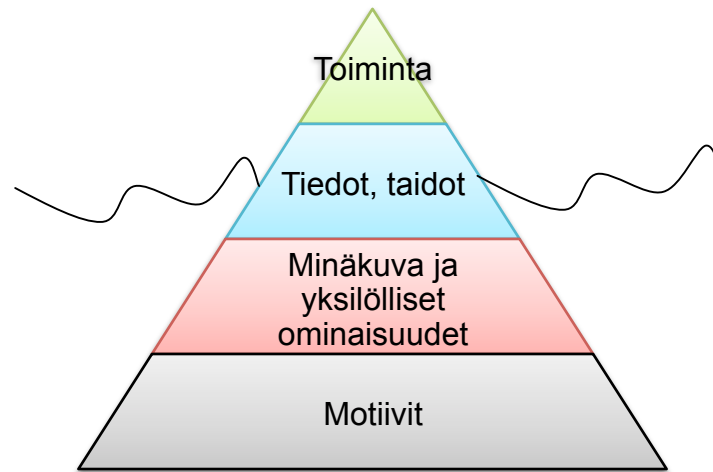 Toiminta
Tiedot, taidot
Minäkuva ja
yksilölliset
ominaisuudet
Motiivit